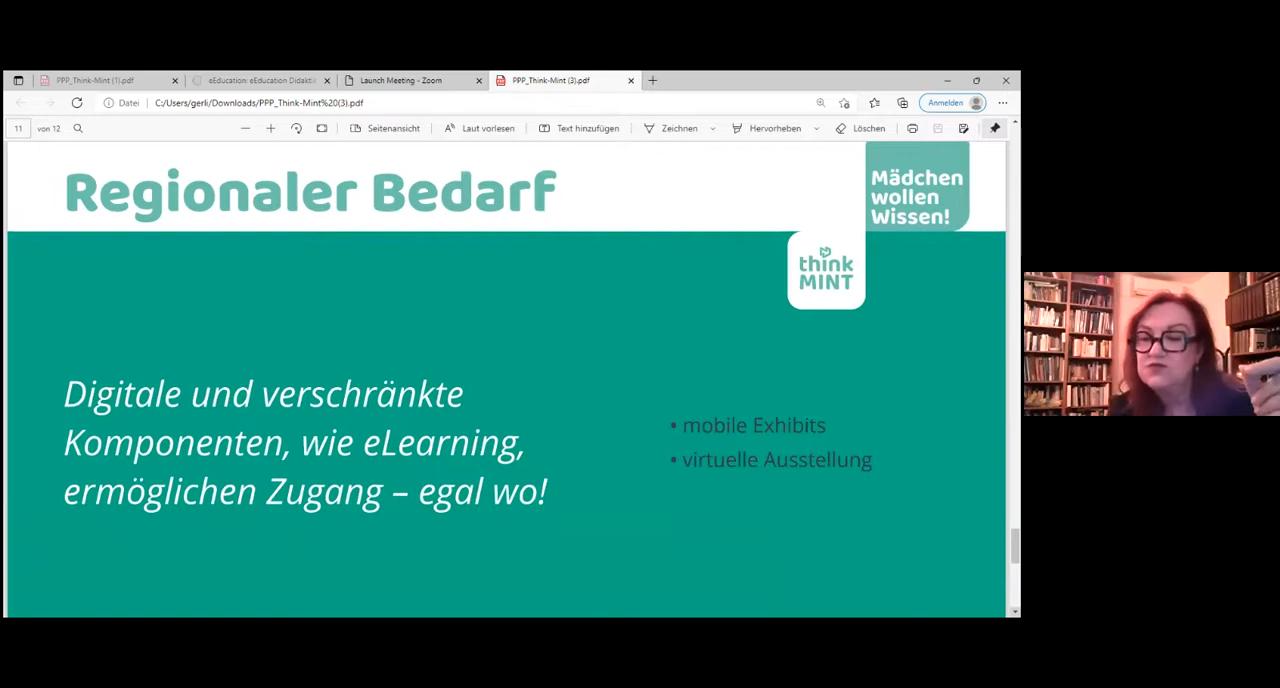 PPP_Think-Mint (1).pdf
eEducation: eEducation Didaktik
Launch Meeting - Zoom
PPP_Think-Mint (3).pdf
Datei
C:/Users/gerli/Downloads/PPP_Think-Mint%20(3).pdf
Anmelden
11 von 12
Seitenansicht
Laut vorlesen
Text hinzufügen
Zeichnen
Hervorheben
Löschen
Regionaler Bedarf
Mädchen
wollen
Wissen!
think
MINT
Digitale und verschränkte
Komponenten, wie eLearning,
ermöglichen Zugang – egal wo!
• mobile Exhibits
• virtuelle Ausstellung